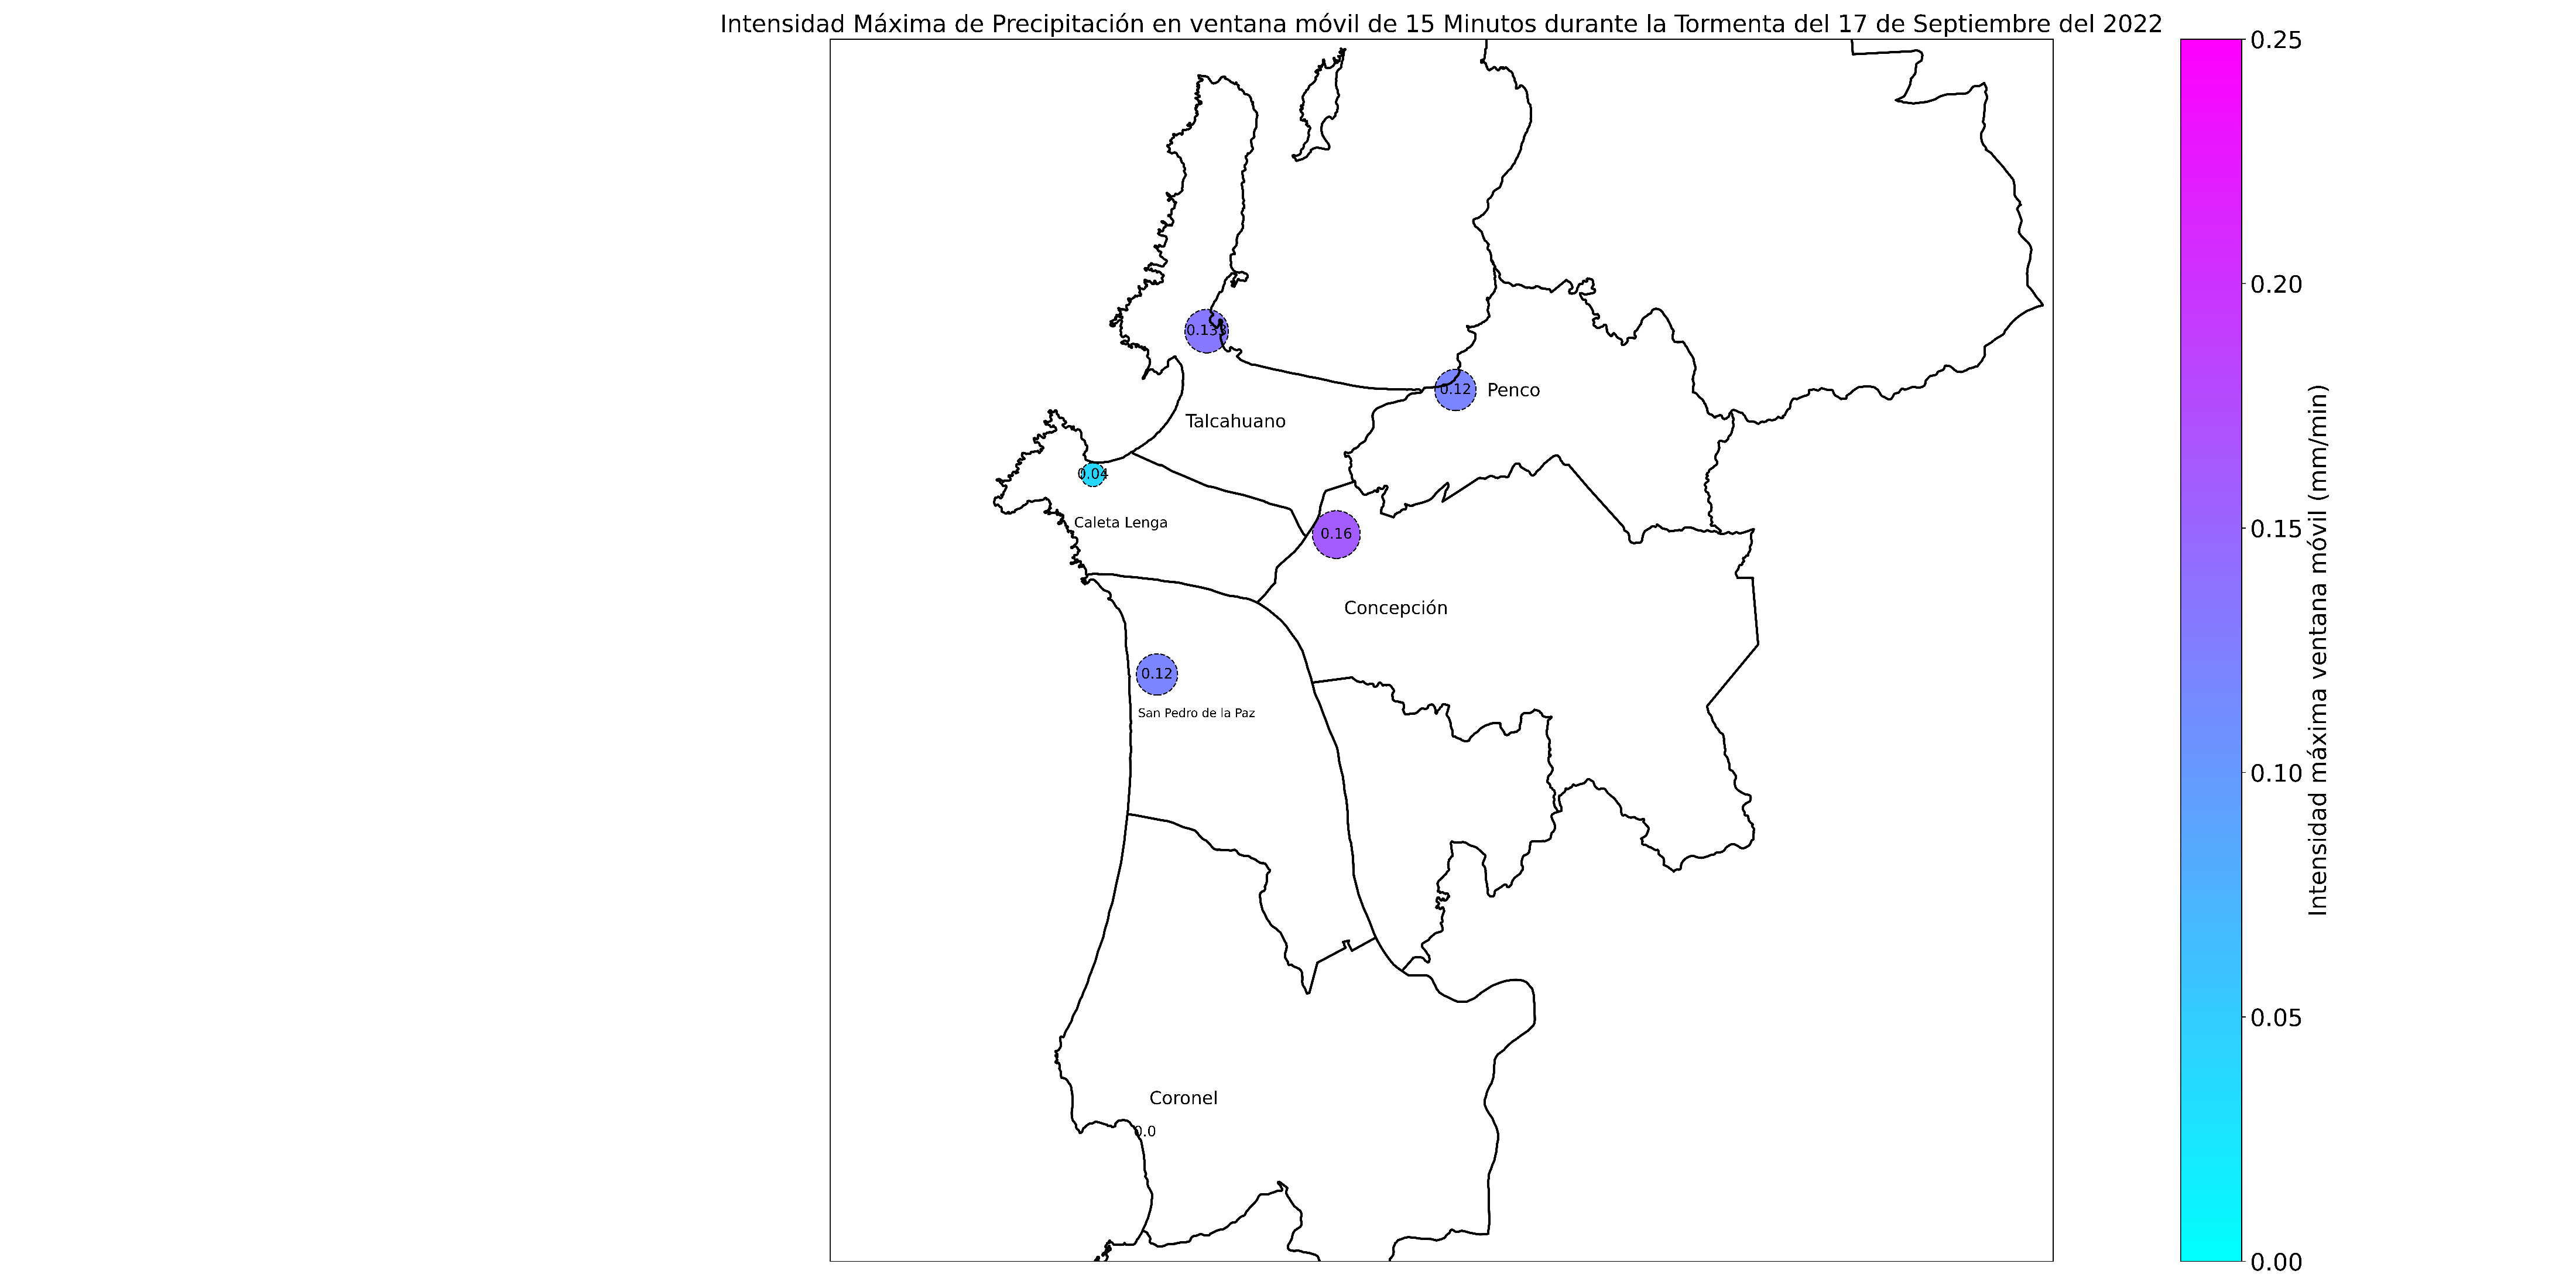 Intensidad Máxima de Precipitación en ventana móvil de 15 Minutos durante la Tormenta del 17 de Septiembre del 2022
0.25
0.20
0.133
0.12
Penco
Talcahuano
0.04
Caleta Lenga
0.16
0.15
Concepción
0.12
San Pedro de la Paz
0.10
Intensidad máxima ventana móvil (mm/min)
0.05
Coronel
0.0
0.00